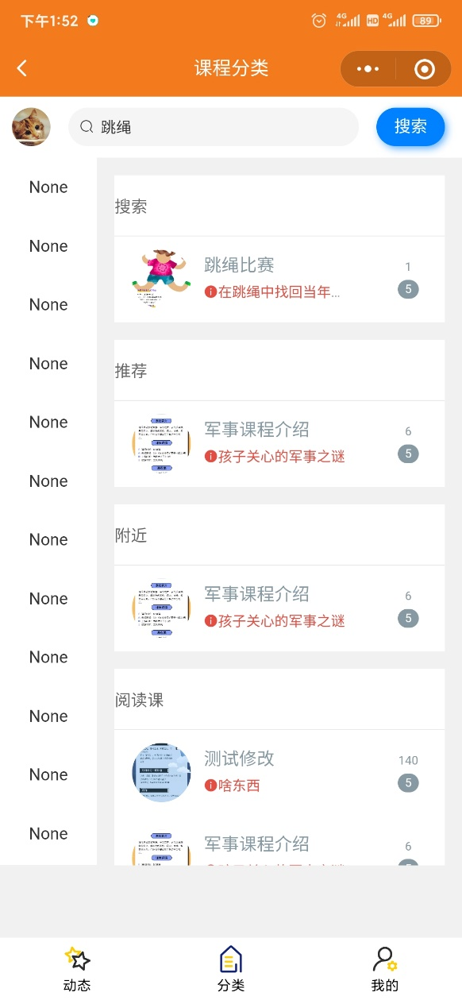 下午1:52
4G HD 4G 89
课程分类
跳绳
搜索
None
None
None
None
None
None
None
None
None
None
None
None
搜索
跳绳比赛
1
在跳绳中找回当年...
5
推荐
军事课程介绍
6
孩子关心的军事之谜
5
附近
军事课程介绍
6
孩子关心的军事之谜
5
阅读课
测试修改
140
啥东西
5
军事课程介绍
6
动态
分类
我的